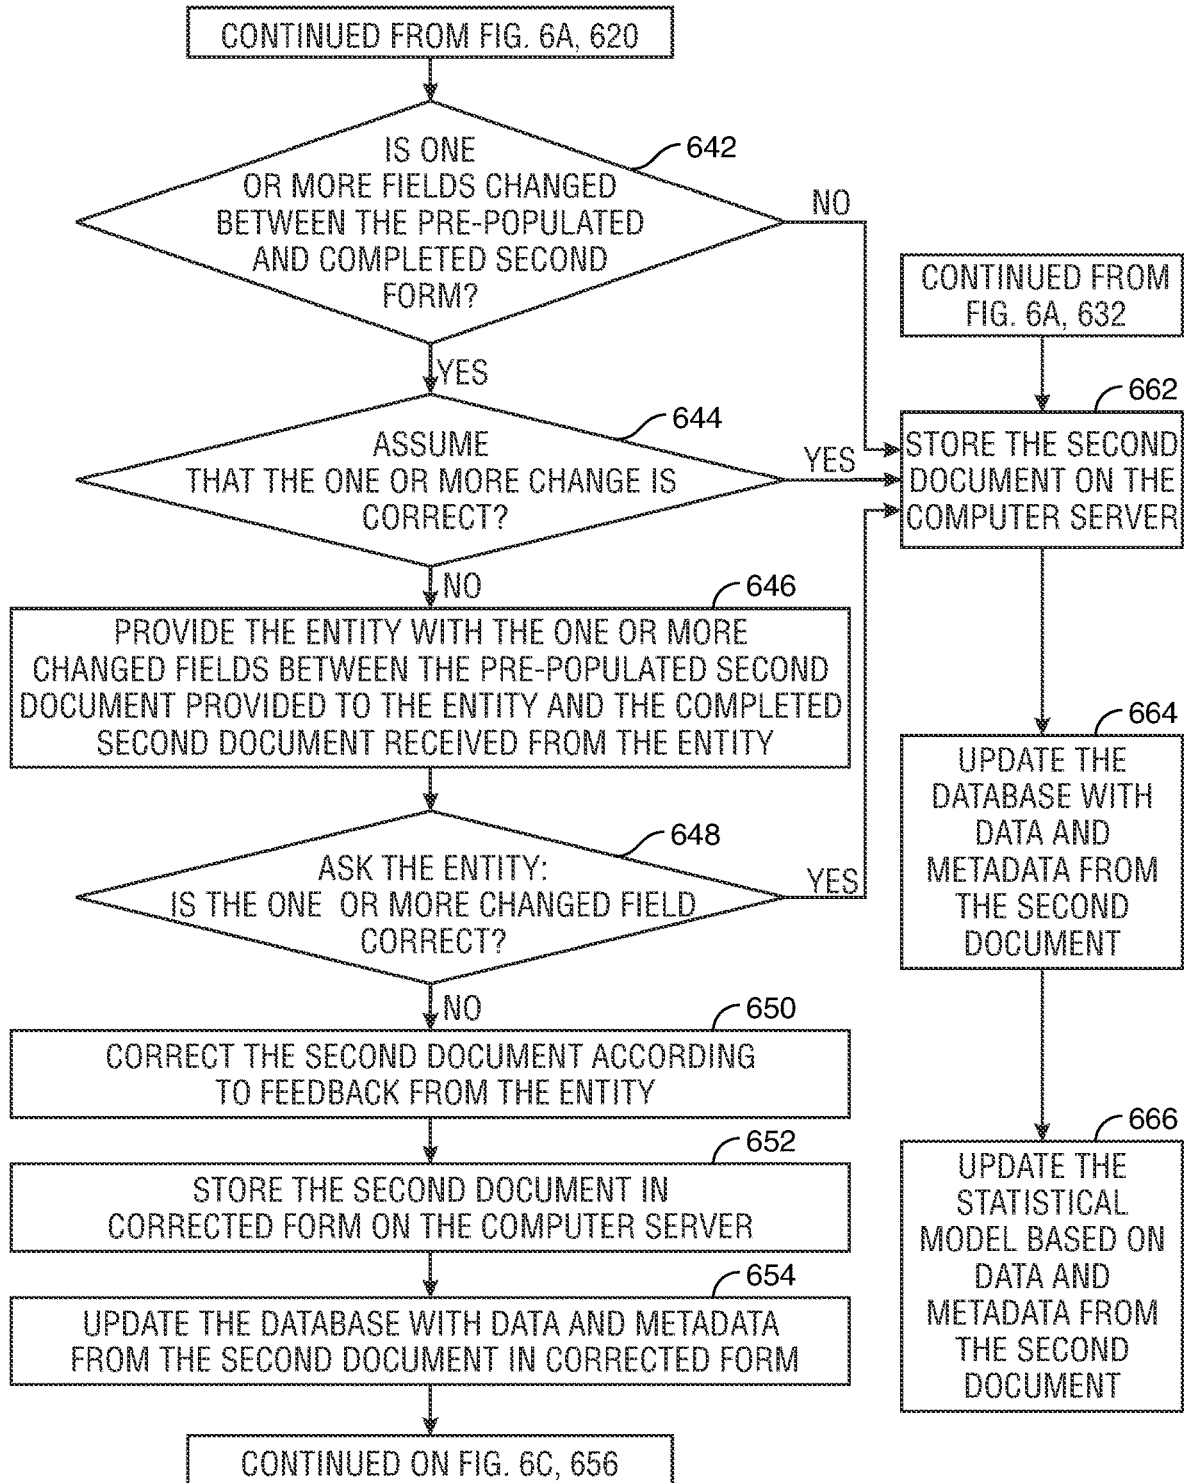 CONTINUED FROM FIG. 6A, 620
642
IS ONE
OR MORE FIELDS CHANGED
BETWEEN THE PRE-POPULATED
AND COMPLETED SECOND
FORM?
NO
YES
644
ASSUME
THAT THE ONE OR MORE CHANGE IS
CORRECT?
YES
NO
646
PROVIDE THE ENTITY WITH THE ONE OR MORE
CHANGED FIELDS BETWEEN THE PRE-POPULATED SECOND
DOCUMENT PROVIDED TO THE ENTITY AND THE COMPLETED
SECOND DOCUMENT RECEIVED FROM THE ENTITY
648
ASK THE ENTITY:
IS THE ONE OR MORE CHANGED FIELD
CORRECT?
YES
NO
650
CORRECT THE SECOND DOCUMENT ACCORDING
TO FEEDBACK FROM THE ENTITY
652
STORE THE SECOND DOCUMENT IN
CORRECTED FORM ON THE COMPUTER SERVER
654
UPDATE THE DATABASE WITH DATA AND METADATA
FROM THE SECOND DOCUMENT IN CORRECTED FORM
CONTINUED ON FIG. 6C, 656
CONTINUED FROM
FIG. 6A, 632
662
STORE THE SECOND
DOCUMENT ON THE
COMPUTER SERVER
664
UPDATE THE
DATABASE WITH
DATA AND
METADATA FROM
THE SECOND
DOCUMENT
666
UPDATE THE
STATISTICAL
MODEL BASED ON
DATA AND
METADATA FROM
THE SECOND
DOCUMENT